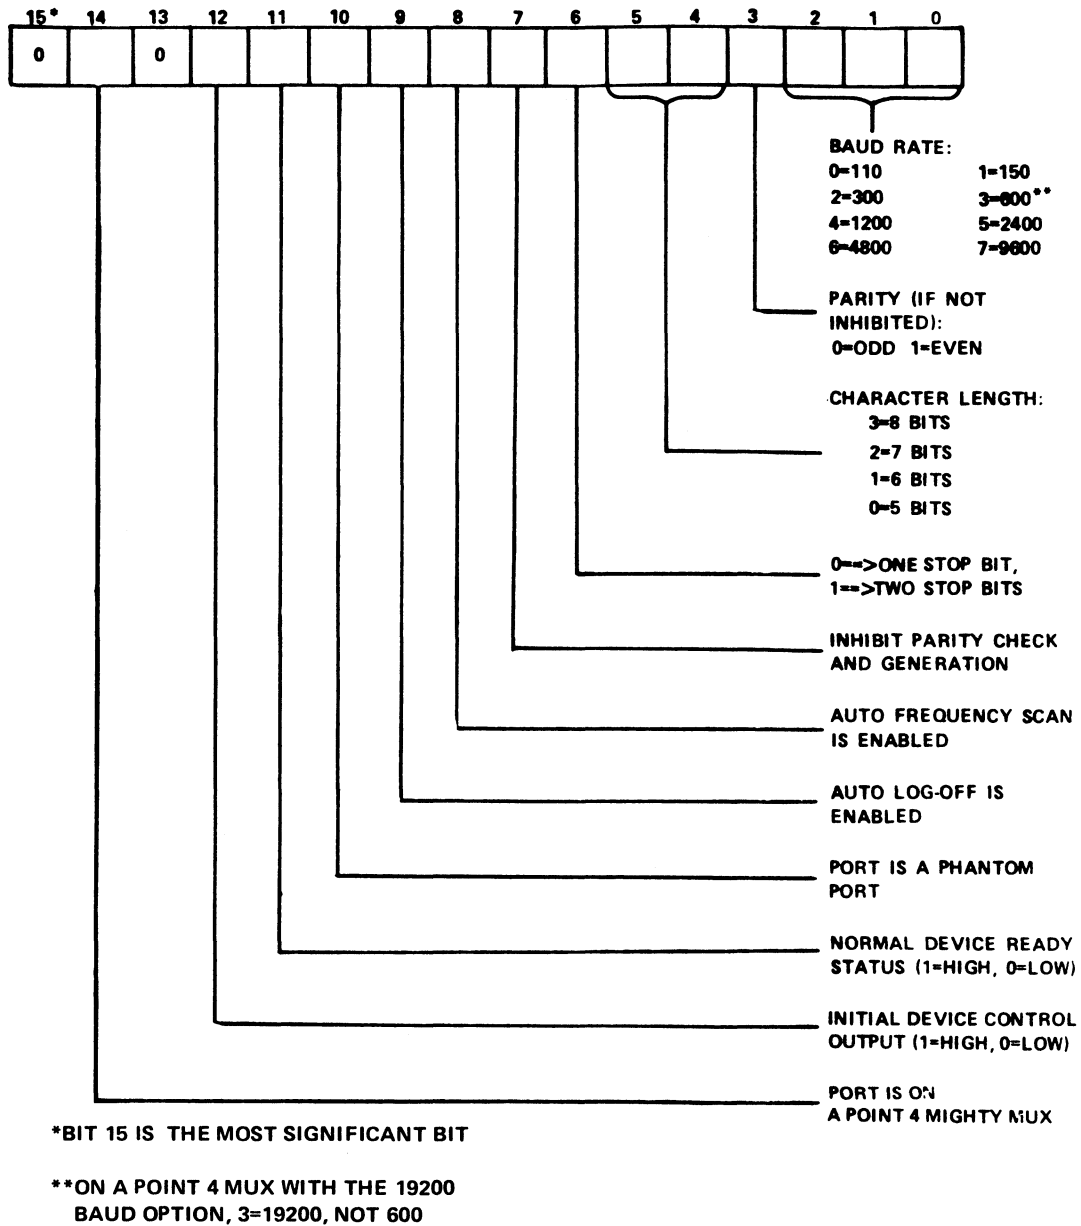 15* 14 13 12 11 10 9 8 7 6 5 4 3 2 1 0
0 0
BAUD RATE:
0=110 1=150
2=300 3=600**
4=1200 5=2400
6=4800 7=9600
PARITY (IF NOT
INHIBITED):
0=ODD 1=EVEN
CHARACTER LENGTH:
3=8 BITS
2=7 BITS
1=6 BITS
0=5 BITS
0==>ONE STOP BIT,
1==>TWO STOP BITS
INHIBIT PARITY CHECK
AND GENERATION
AUTO FREQUENCY SCAN
IS ENABLED
AUTO LOG-OFF IS
ENABLED
PORT IS A PHANTOM
PORT
NORMAL DEVICE READY
STATUS (1=HIGH, 0=LOW)
INITIAL DEVICE CONTROL
OUTPUT (1=HIGH, 0=LOW)
PORT IS ON
A POINT 4 MIGHTY MUX
*BIT 15 IS THE MOST SIGNIFICANT BIT
**ON A POINT 4 MUX WITH THE 19200
BAUD OPTION, 3=19200, NOT 600